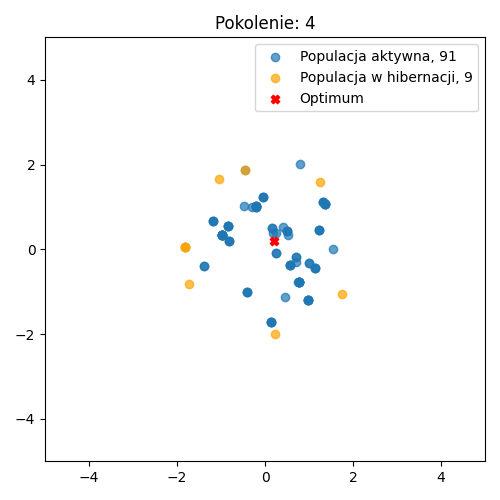 Pokolenie: 4
Populacja aktywna, 91
Populacja w hibernacji, 9
Optimum
4
2
0
−2
−4
−4 −2 0 2 4